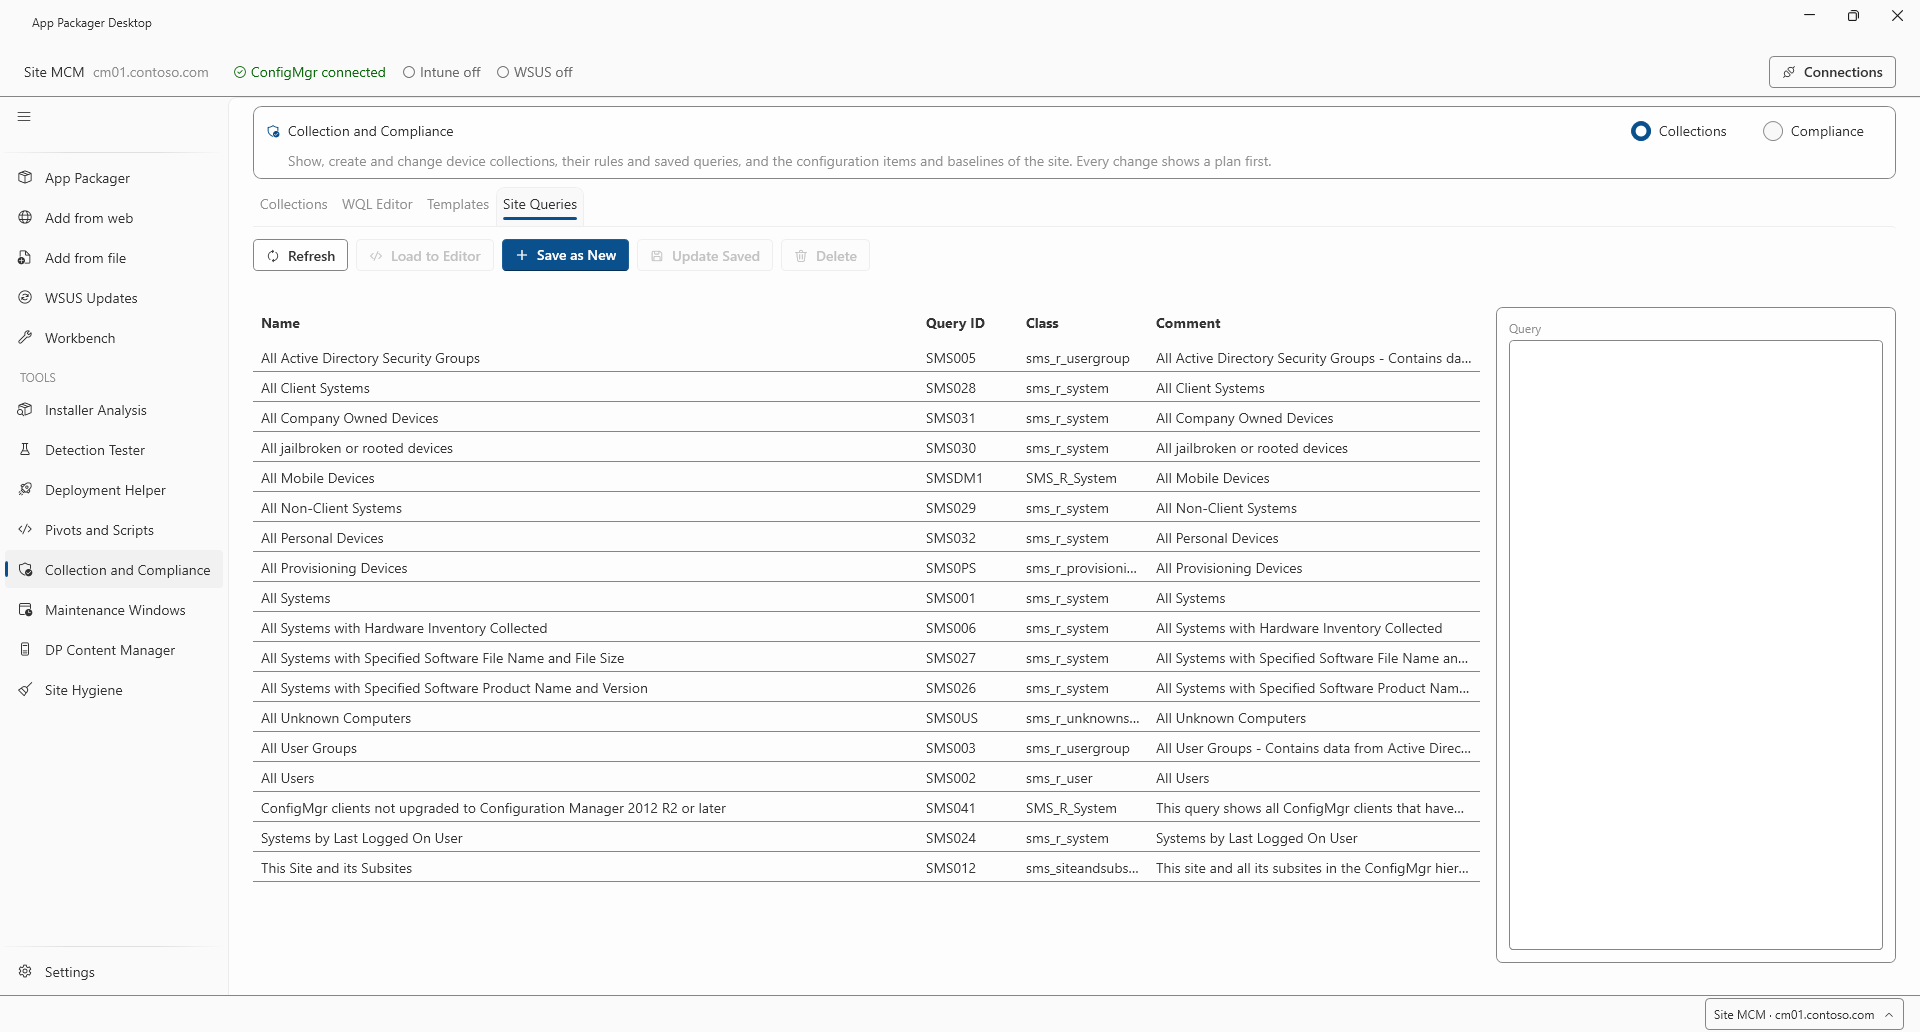 App Packager Desktop
Site MCM cm01.contoso.com ConfigMgr connected Intune off WSUS off Connections
Collection and Compliance Collections Compliance
Show, create and change device collections, their rules and saved queries, and the configuration items and baselines of the site. Every change shows a plan first.
App Packager
Add from web
Add from file
WSUS Updates
Workbench
TOOLS
Installer Analysis
Detection Tester
Deployment Helper
Pivots and Scripts
Collection and Compliance
Maintenance Windows
DP Content Manager
Site Hygiene
Settings
Collections WQL Editor Templates Site Queries
Refresh Load to Editor Save as New Update Saved Delete
Name Query ID Class Comment
All Active Directory Security Groups SMS005 sms_r_usergroup All Active Directory Security Groups - Contains da...
All Client Systems SMS028 sms_r_system All Client Systems
All Company Owned Devices SMS031 sms_r_system All Company Owned Devices
All jailbroken or rooted devices SMS030 sms_r_system All jailbroken or rooted devices
All Mobile Devices SMSDM1 SMS_R_System All Mobile Devices
All Non-Client Systems SMS029 sms_r_system All Non-Client Systems
All Personal Devices SMS032 sms_r_system All Personal Devices
All Provisioning Devices SMS0PS sms_r_provisioni... All Provisioning Devices
All Systems SMS001 sms_r_system All Systems
All Systems with Hardware Inventory Collected SMS006 sms_r_system All Systems with Hardware Inventory Collected
All Systems with Specified Software File Name and File Size SMS027 sms_r_system All Systems with Specified Software File Name an...
All Systems with Specified Software Product Name and Version SMS026 sms_r_system All Systems with Specified Software Product Nam...
All Unknown Computers SMS0US sms_r_unknowns... All Unknown Computers
All User Groups SMS003 sms_r_usergroup All User Groups - Contains data from Active Direc...
All Users SMS002 sms_r_user All Users
ConfigMgr clients not upgraded to Configuration Manager 2012 R2 or later SMS041 SMS_R_System This query shows all ConfigMgr clients that have...
Systems by Last Logged On User SMS024 sms_r_system Systems by Last Logged On User
This Site and its Subsites SMS012 sms_siteandsubs... This site and all its subsites in the ConfigMgr hier...
Query
Site MCM · cm01.contoso.com